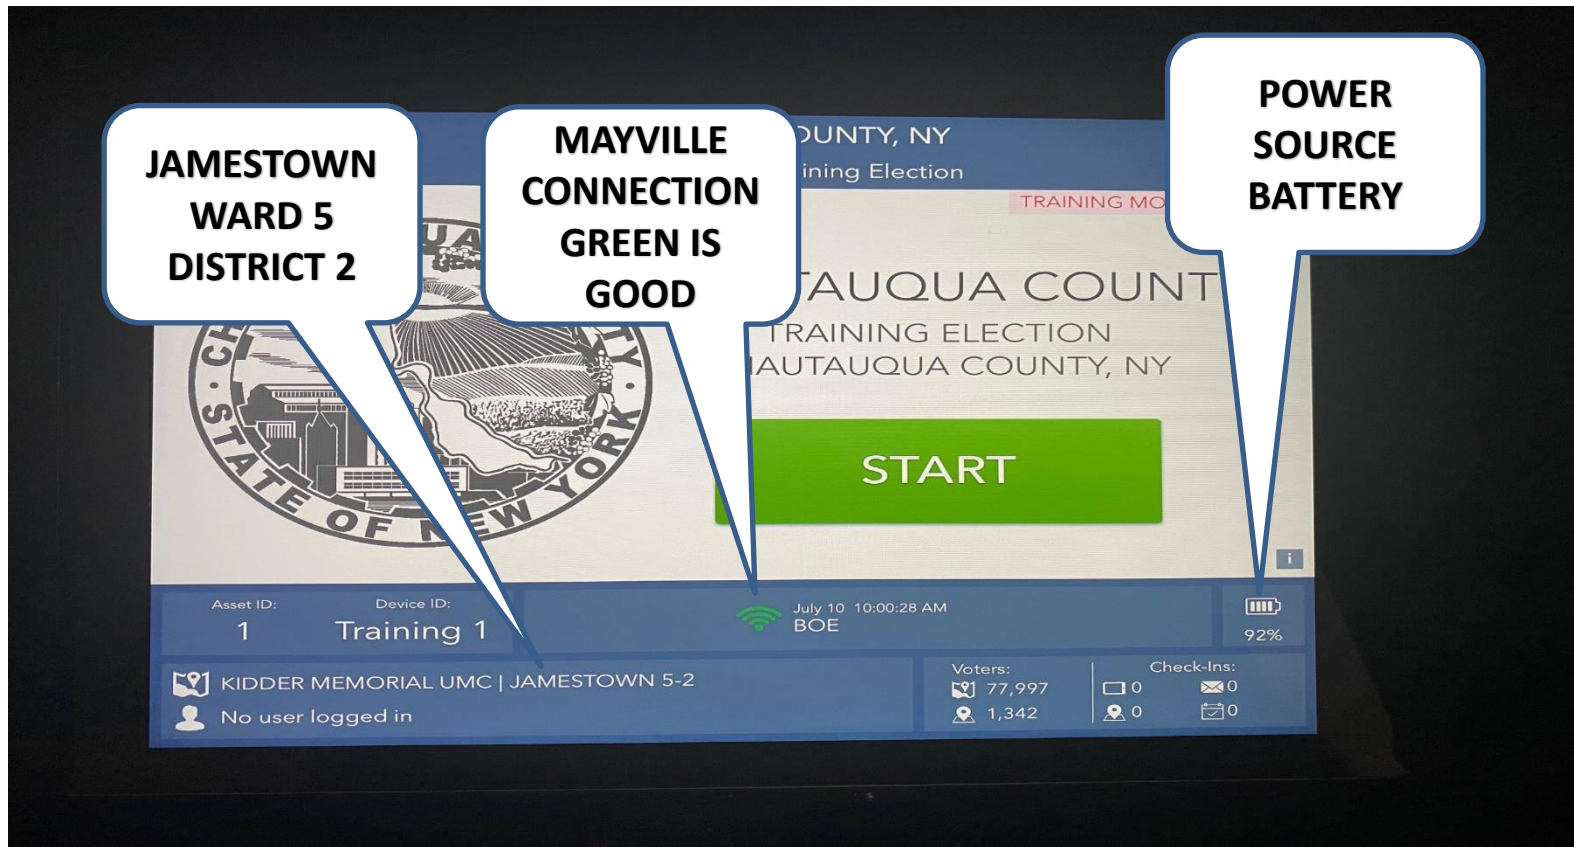 JAMESTOWN
WARD 5
DISTRICT 2
MAYVILLE
CONNECTION
GREEN IS
GOOD
POWER
SOURCE
BATTERY
OUNTY, NY
ining Election
TRAINING MO
AUQUA COUNT
TRAINING ELECTION
HAUTAUQUA COUNTY, NY
START
STATE OF NEW YORK
Asset ID:
1
Device ID:
Training 1
July 10 10:00:28 AM
BOE
92%
KIDDER MEMORIAL UMC | JAMESTOWN 5-2
No user logged in
Voters:
77,997
1,342
Check-Ins:
0 0
0 0